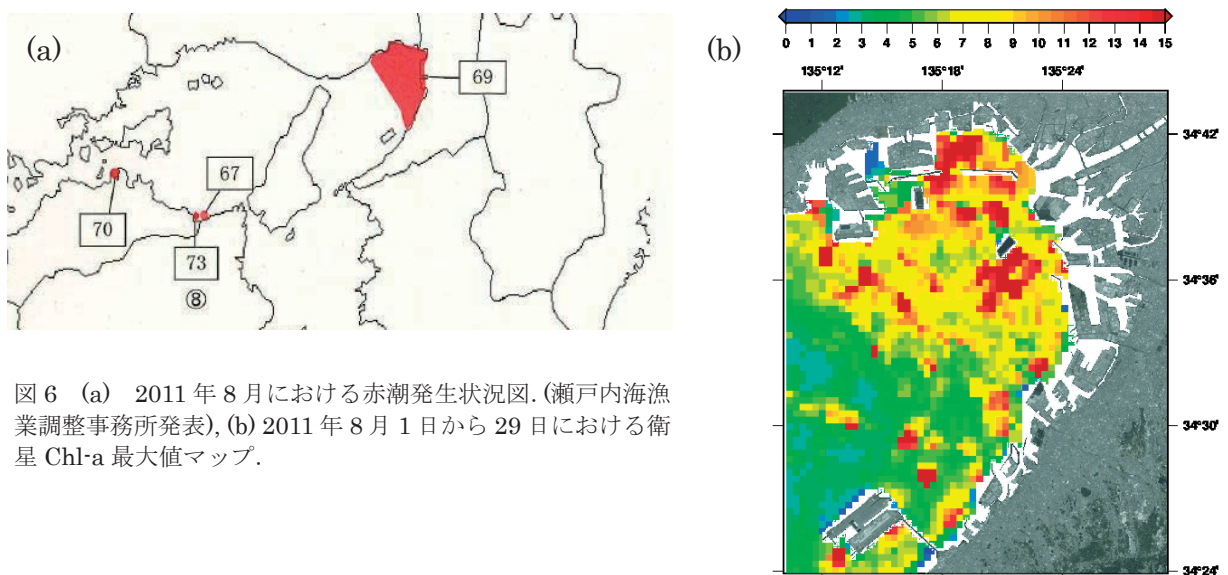 (a)
69
67
70
73
⑧
(b)
0 1 2 3 4 5 6 7 8 9 10 11 12 13 14 15
135°12' 135°18' 135°24'
34°42'
34°36'
34°30'
34°24'
図 6 (a) 2011 年 8 月における赤潮発生状況図. (瀬戸内海漁
業調整事務所発表), (b) 2011 年 8 月 1 日から 29 日における衛
星 Chl-a 最大値マップ.